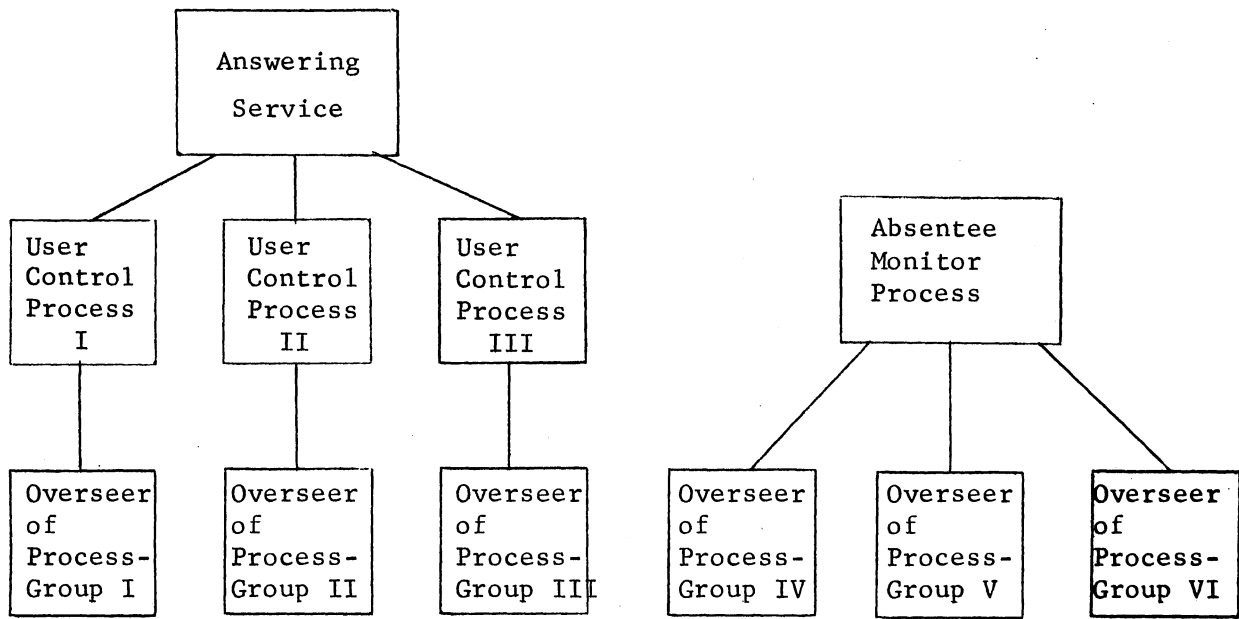 Answering
Service
User
Control
Process
I
User
Control
Process
II
User
Control
Process
III
Absentee
Monitor
Process
Overseer
of
Process-
Group I
Overseer
of
Process-
Group II
Overseer
of
Process-
Group III
Overseer
of
Process-
Group IV
Overseer
of
Process-
Group V
Overseer
of
Process-
Group VI